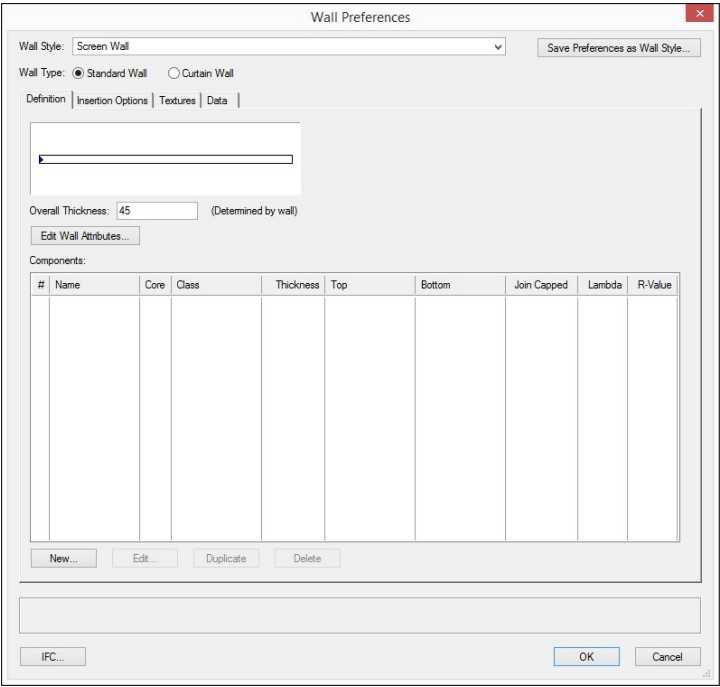 Wall Preferences
Wall Style: Screen Wall Save Preferences as Wall Style...
Wall Type: Standard Wall Curtain Wall
Definition Insertion Options Textures Data
Overall Thickness: 45 (Determined by wall)
Edit Wall Attributes...
Components:
# Name Core Class Thickness Top Bottom Join Capped Lambda R-Value
New... Edit... Duplicate Delete
IFC... OK Cancel